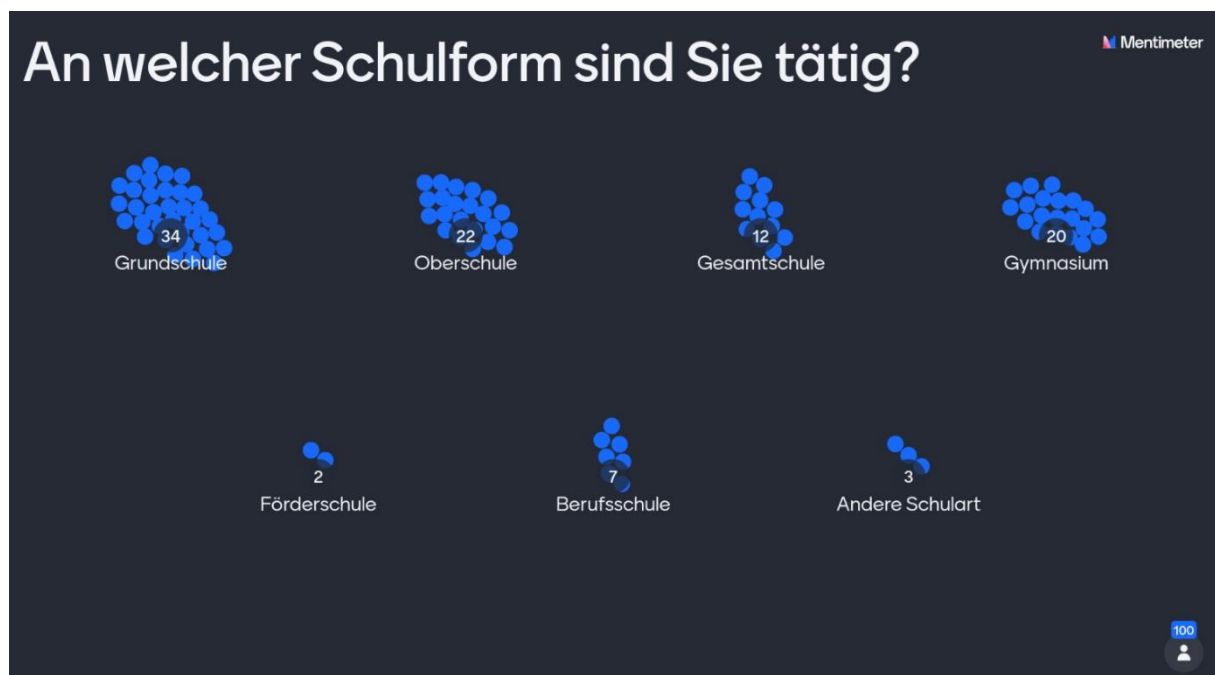 An welcher Schulform sind Sie tätig?
Mentimeter
34
22
12
20
Grundschule
Oberschule
Gesamtschule
Gymnasium
2
7
3
Förderschule
Berufsschule
Andere Schulart
100